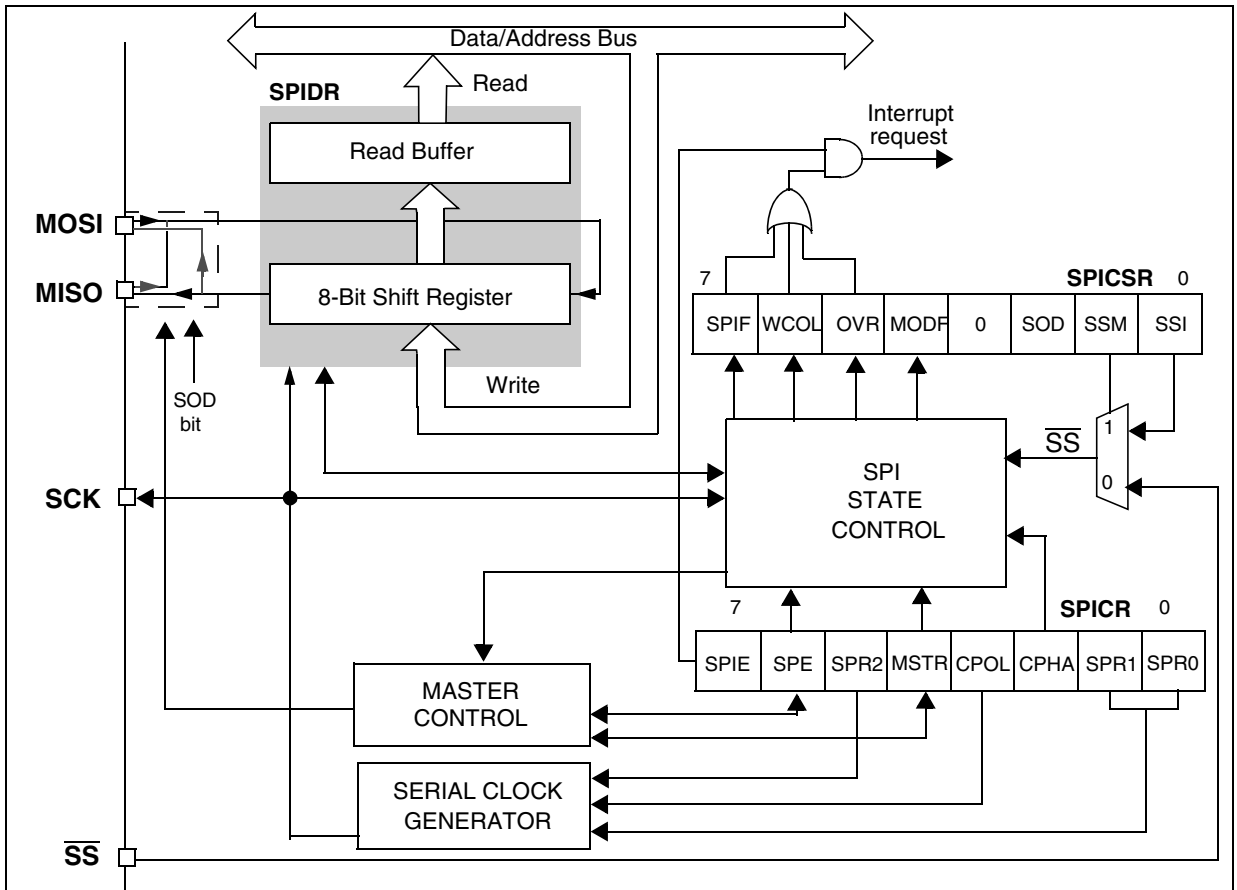 Data/Address Bus
SPIDR
Read
Read Buffer
Interrupt
request
MOSI
MISO
8-Bit Shift Register
7 SPICSR 0
SPIF WCOL OVR MODF 0 SOD SSM SSI
Write
SOD
bit
1
SS
0
SCK
SPI
STATE
CONTROL
7 SPICR 0
SPIE SPE SPR2 MSTR CPOL CPHA SPR1 SPR0
MASTER
CONTROL
SERIAL CLOCK
GENERATOR
SS